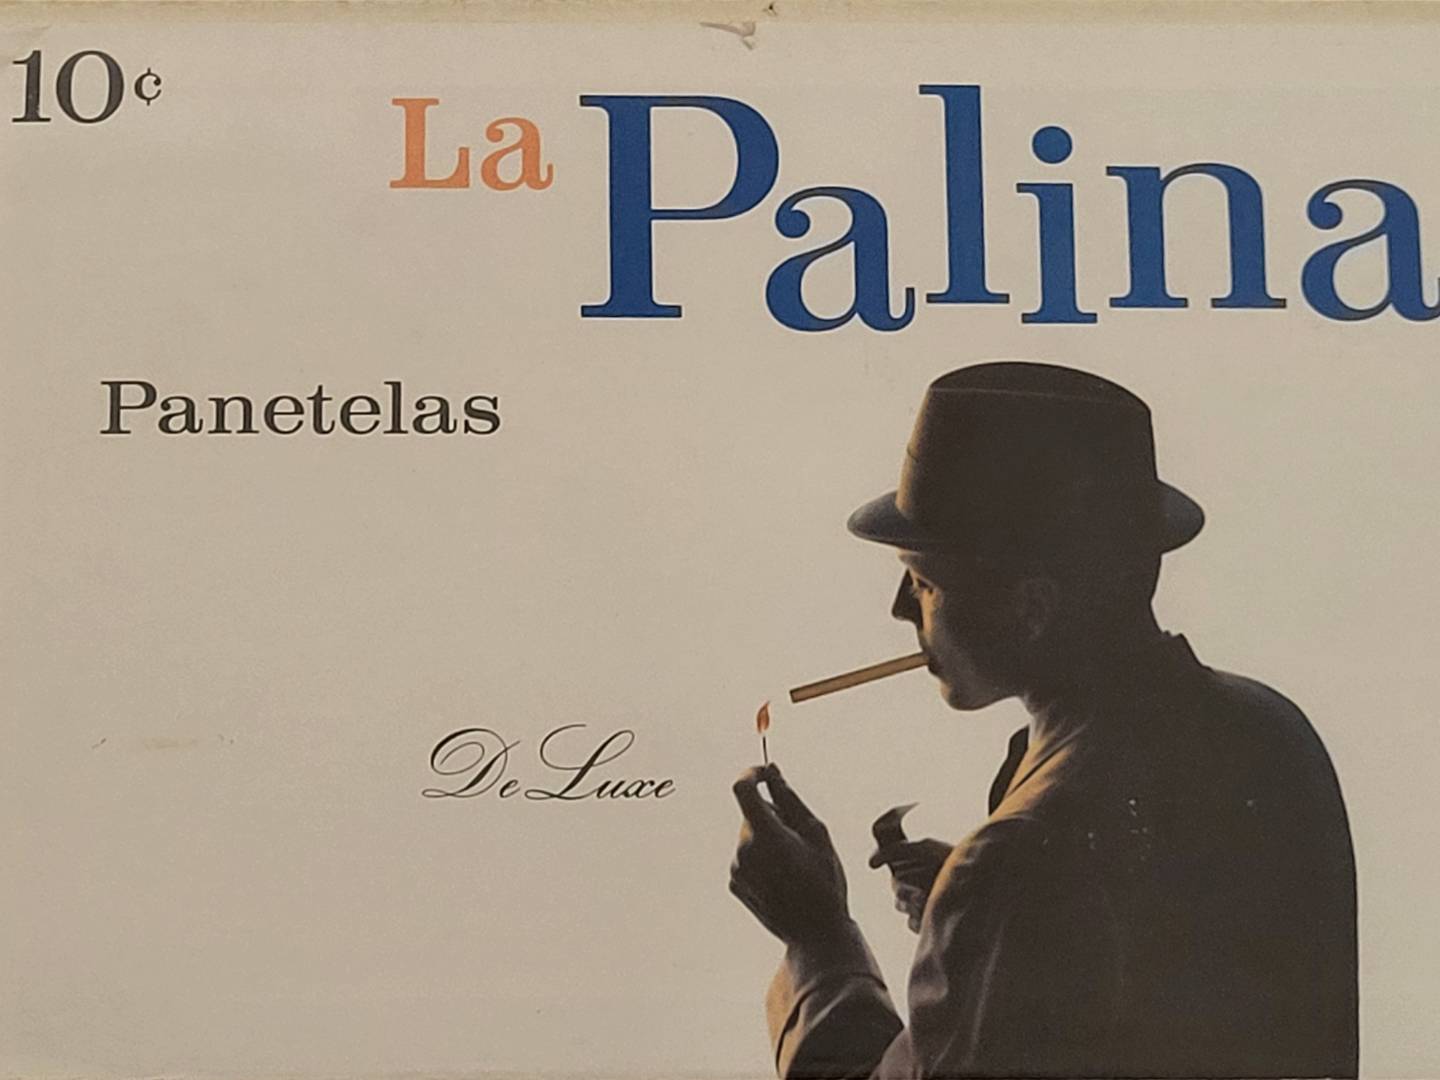 10¢
La Palina
Panetelas
De Luxe